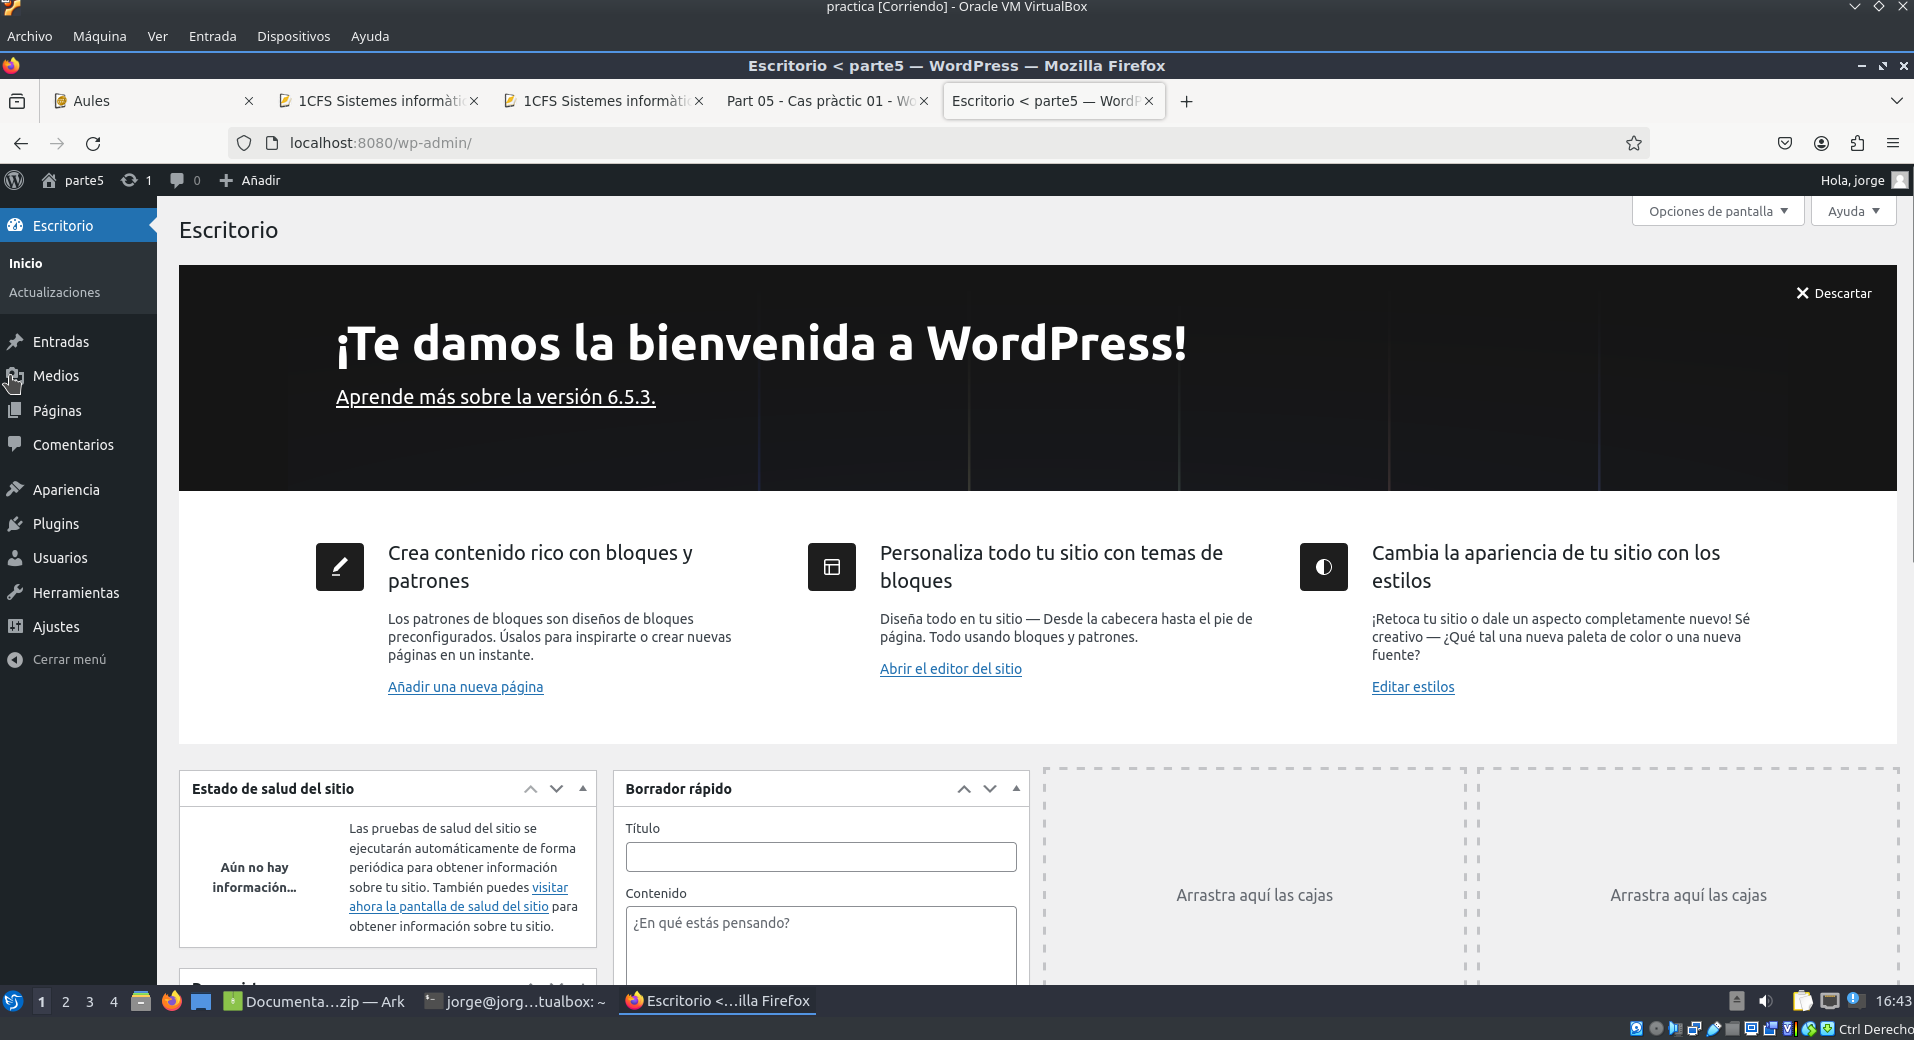 practica [Corriendo] - Oracle VM VirtualBox
Archivo Máquina Ver Entrada Dispositivos Ayuda
Escritorio < parte5 — WordPress — Mozilla Firefox
Aules
1CFS Sistemes informàtic
1CFS Sistemes informàtic
Part 05 - Cas pràctic 01 - Wo
Escritorio < parte5 — WordP
localhost:8080/wp-admin/
parte5 1 0 Añadir
Hola, jorge
Escritorio
Inicio
Actualizaciones
Entradas
Medios
Páginas
Comentarios
Apariencia
Plugins
Usuarios
Herramientas
Ajustes
Cerrar menú
Opciones de pantalla
Ayuda
Escritorio
Descartar
¡Te damos la bienvenida a WordPress!
Aprende más sobre la versión 6.5.3.
Crea contenido rico con bloques y
patrones
Los patrones de bloques son diseños de bloques
preconfigurados. Úsalos para inspirarte o crear nuevas
páginas en un instante.
Añadir una nueva página
Personaliza todo tu sitio con temas de
bloques
Diseña todo en tu sitio — Desde la cabecera hasta el pie de
página. Todo usando bloques y patrones.
Abrir el editor del sitio
Cambia la apariencia de tu sitio con los
estilos
¡Retoca tu sitio o dale un aspecto completamente nuevo! Sé
creativo — ¿Qué tal una nueva paleta de color o una nueva
fuente?
Editar estilos
Estado de salud del sitio
Aún no hay
información...
Las pruebas de salud del sitio se
ejecutarán automáticamente de forma
periódica para obtener información
sobre tu sitio. También puedes visitar
ahora la pantalla de salud del sitio para
obtener información sobre tu sitio.
Borrador rápido
Título
Contenido
¿En qué estás pensando?
Arrastra aquí las cajas
Arrastra aquí las cajas
1 2 3 4
Documenta...zip — Ark
jorge@jorg...tualbox: ~
Escritorio <...illa Firefox
16:43
Ctrl Derecho